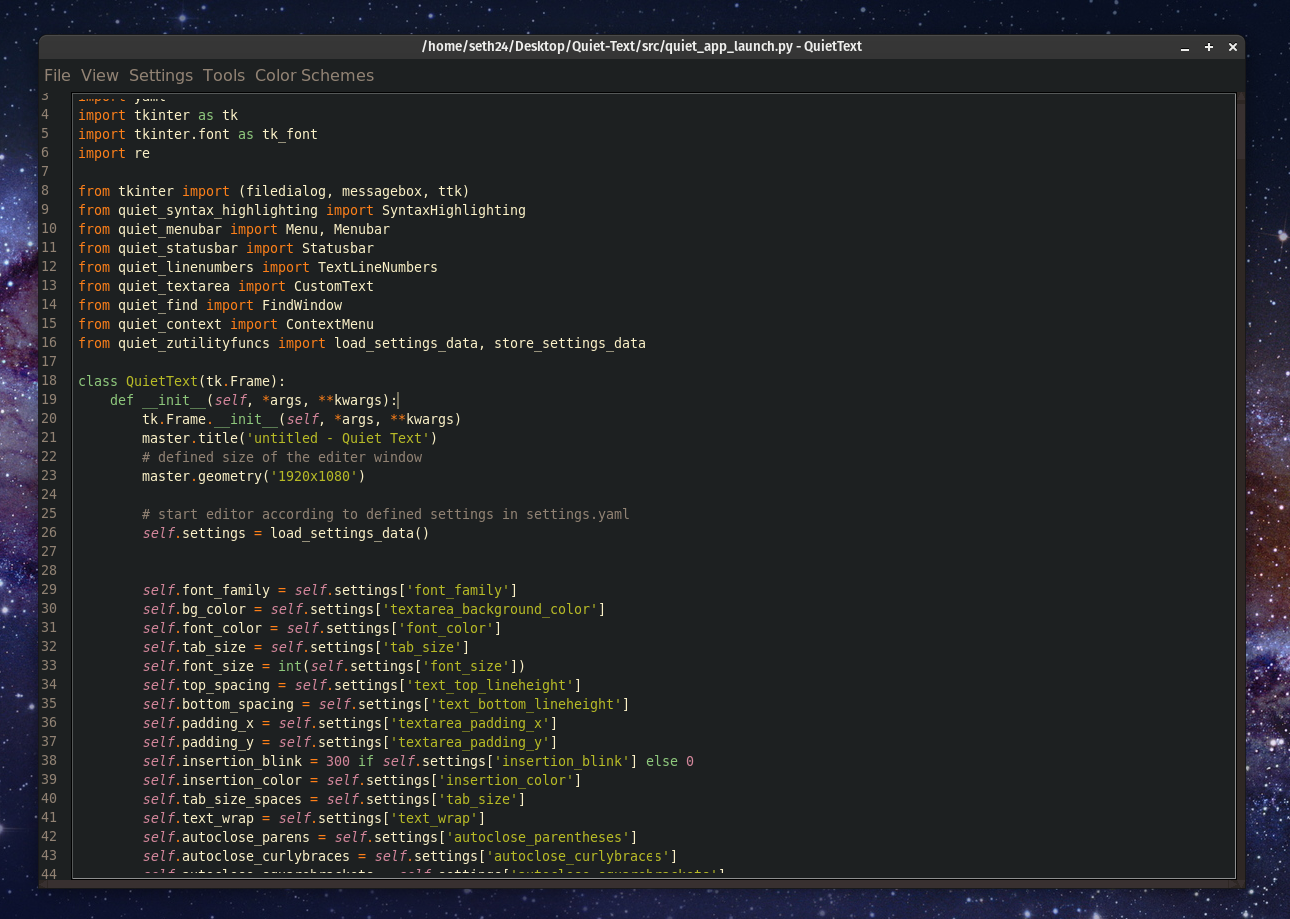 /home/seth24/Desktop/Quiet-Text/src/quiet_app_launch.py - QuietText
File View Settings Tools Color Schemes
3 import yaml
4 import tkinter as tk
5 import tkinter.font as tk_font
6 import re
7
8 from tkinter import (filedialog, messagebox, ttk)
9 from quiet_syntax_highlighting import SyntaxHighlighting
10 from quiet_menubar import Menu, Menubar
11 from quiet_statusbar import Statusbar
12 from quiet_linenumbers import TextLineNumbers
13 from quiet_textarea import CustomText
14 from quiet_find import FindWindow
15 from quiet_context import ContextMenu
16 from quiet_zutilityfuncs import load_settings_data, store_settings_data
17
18 class QuietText(tk.Frame):
19     def __init__(self, *args, **kwargs):
20         tk.Frame.__init__(self, *args, **kwargs)
21         master.title('untitled - Quiet Text')
22         # defined size of the editer window
23         master.geometry('1920x1080')
24
25         # start editor according to defined settings in settings.yaml
26         self.settings = load_settings_data()
27
28
29         self.font_family = self.settings['font_family']
30         self.bg_color = self.settings['textarea_background_color']
31         self.font_color = self.settings['font_color']
32         self.tab_size = self.settings['tab_size']
33         self.font_size = int(self.settings['font_size'])
34         self.top_spacing = self.settings['text_top_lineheight']
35         self.bottom_spacing = self.settings['text_bottom_lineheight']
36         self.padding_x = self.settings['textarea_padding_x']
37         self.padding_y = self.settings['textarea_padding_y']
38         self.insertion_blink = 300 if self.settings['insertion_blink'] else 0
39         self.insertion_color = self.settings['insertion_color']
40         self.tab_size_spaces = self.settings['tab_size']
41         self.text_wrap = self.settings['text_wrap']
42         self.autoclose_parens = self.settings['autoclose_parentheses']
43         self.autoclose_curlybraces = self.settings['autoclose_curlybraces']
44         self.autoclose_squarebrackets = self.settings['autoclose_squarebrackets']